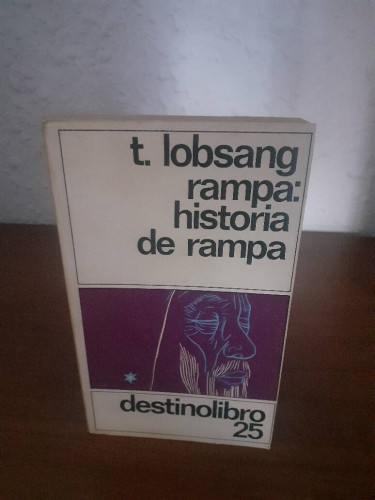 t. lobsang
rampa:
historia
de rampa
destinolibro
25